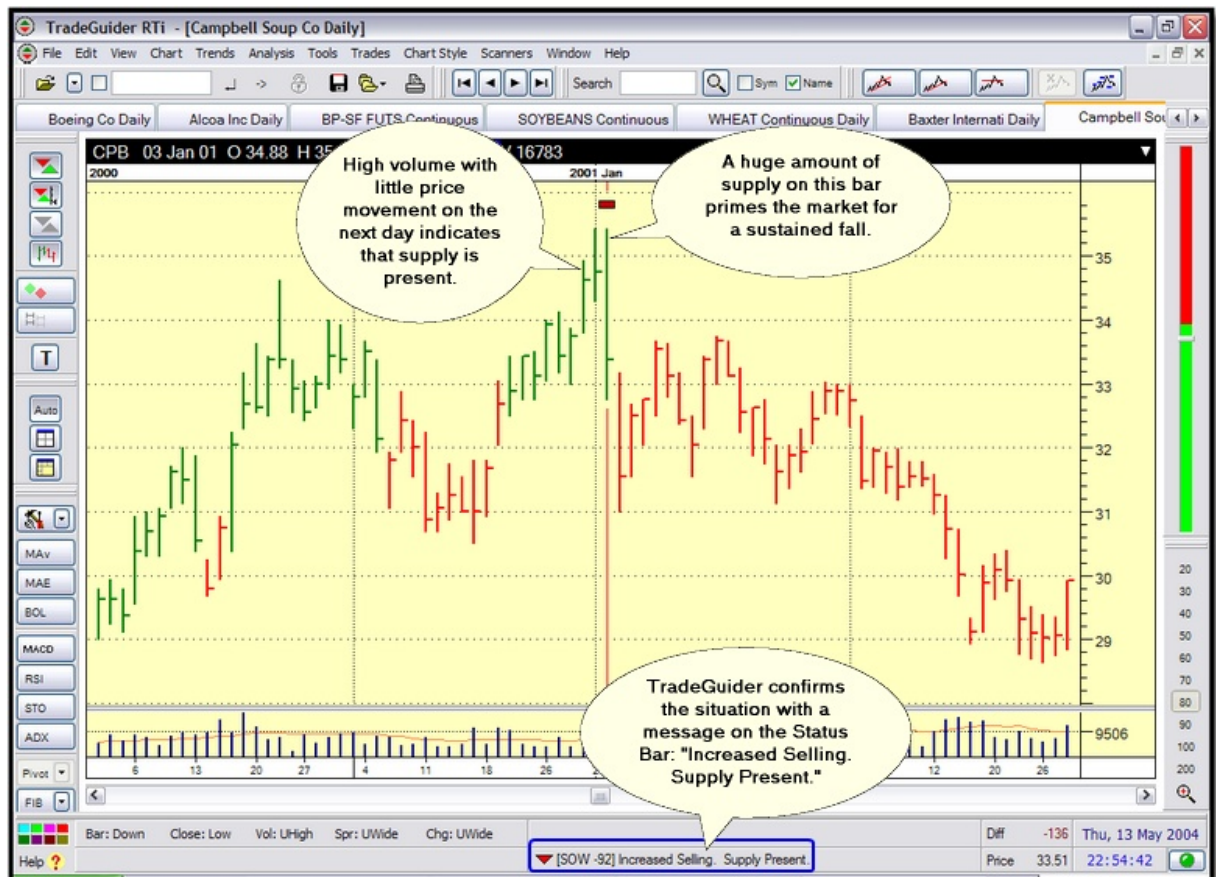 TradeGuider RTi - [Campbell Soup Co Daily]
File Edit View Chart Trends Analysis Tools Trades Chart Style Scanners Window Help
Search Sym Name
Boeing Co Daily Alcoa Inc Daily BP-SF FUTS Continuous SOYBEANS Continuous WHEAT Continuous Daily Baxter Internati Daily Campbell Sou
CPB 03 Jan 01 O 34.88 H 35 / 16783
2000 2001 Jan
High volume with
little price
movement on the
next day indicates
that supply is
present.
A huge amount of
supply on this bar
primes the market for
a sustained fall.
35
34
33
32
31
30
29
T
Auto
MAv
MAE
BOL
MACD
RSI
STO
ADX
Pivot
FIB
20
30
40
50
60
70
80
90
100
200
TradeGuider confirms
the situation with a
message on the Status
Bar: "Increased Selling.
Supply Present."
9506
6 13 20 27 4 11 18 26 12 20 26
Bar: Down Close: Low Vol: UHigh Spr: UWide Chg: UWide Diff -136 Thu, 13 May 2004
Help ? [SOW -92] Increased Selling. Supply Present. Price 33.51 22:54:42